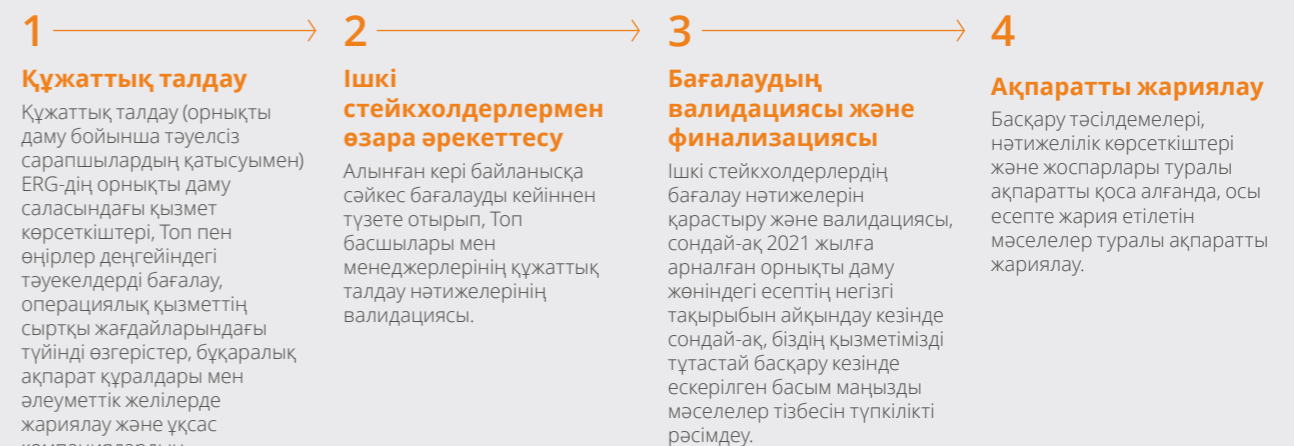 1
Құжаттық талдау
Құжаттық талдау (орнықты
даму бойынша тәуелсіз
сарапшылардың қатысуымен)
ERG-дің орнықты даму
саласындағы қызмет
көрсеткіштері, Топ пен
өңірлер деңгейіндегі
тәуекелдерді бағалау,
операциялық қызметтің
сыртқы жағдайларындағы
түйінді өзгерістер, бұқаралық
ақпарат құралдары мен
әлеуметтік желілерде
жариялау және ұқсас
2
Ішкі
стейкхолдерлермен
өзара әрекеттесу
Алынған кері байланысқа
сәйкес бағалауды кейіннен
түзете отырып, Топ
басшылары мен
менеджерлерінің құжаттық
талдау нәтижелерінің
валидациясы.
3
Бағалаудың
валидациясы және
финализациясы
Ішкі стейкхолдерлердің
бағалау нәтижелерін
қарастыру және валидациясы,
сондай-ақ 2021 жылға
арналған орнықты даму
жөніндегі есептің негізгі
тақырыбын айқындау кезінде
сондай-ақ, біздің қызметімізді
тұтастай басқару кезінде
ескерілген басым маңызды
мәселелер тізбесін түпкілікті
рәсімдеу.
4
Ақпаратты жариялау
Басқару тәсілдемелері,
нәтижелілік көрсеткіштері
және жоспарлары туралы
ақпаратты қоса алғанда, осы
есепте жария етілетін
мәселелер туралы ақпаратты
жариялау.